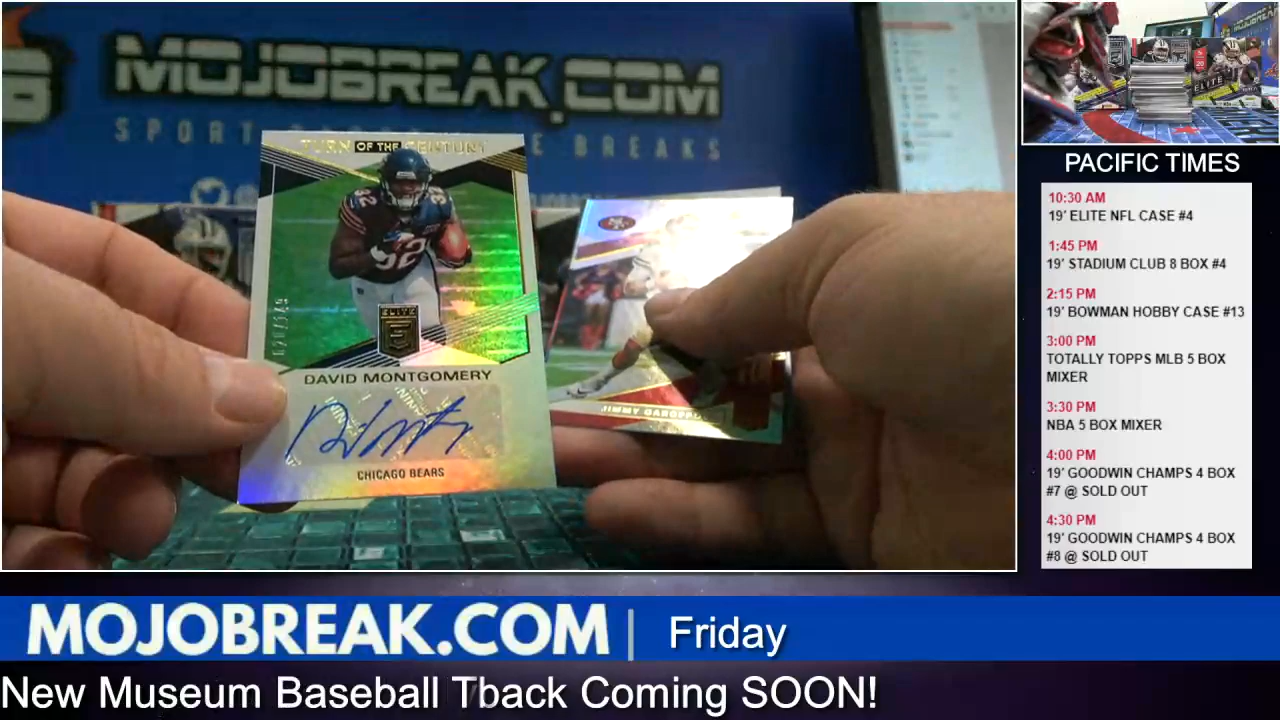 MOJOBREAK.COM
TURN OF THE CENTURY
32
ELITE
DAVID MONTGOMERY
CHICAGO BEARS
JIMMY
PACIFIC TIMES
10:30 AM
19' ELITE NFL CASE #4
1:45 PM
19' STADIUM CLUB 8 BOX #4
2:15 PM
19' BOWMAN HOBBY CASE #13
3:00 PM
TOTALLY TOPPS MLB 5 BOX
MIXER
3:30 PM
NBA 5 BOX MIXER
4:00 PM
19' GOODWIN CHAMPS 4 BOX
#7 @ SOLD OUT
4:30 PM
19' GOODWIN CHAMPS 4 BOX
#8 @ SOLD OUT
MOJOBREAK.COM | Friday
New Museum Baseball Tback Coming SOON!